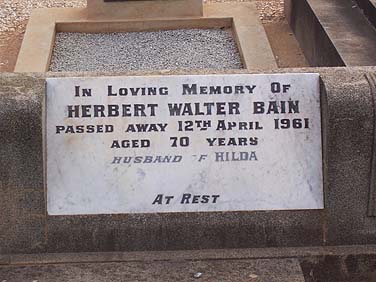 In Loving Memory Of
HERBERT WALTER BAIN
PASSED AWAY 12TH APRIL 1961
AGED 70 YEARS
HUSBAND F HILDA
AT REST